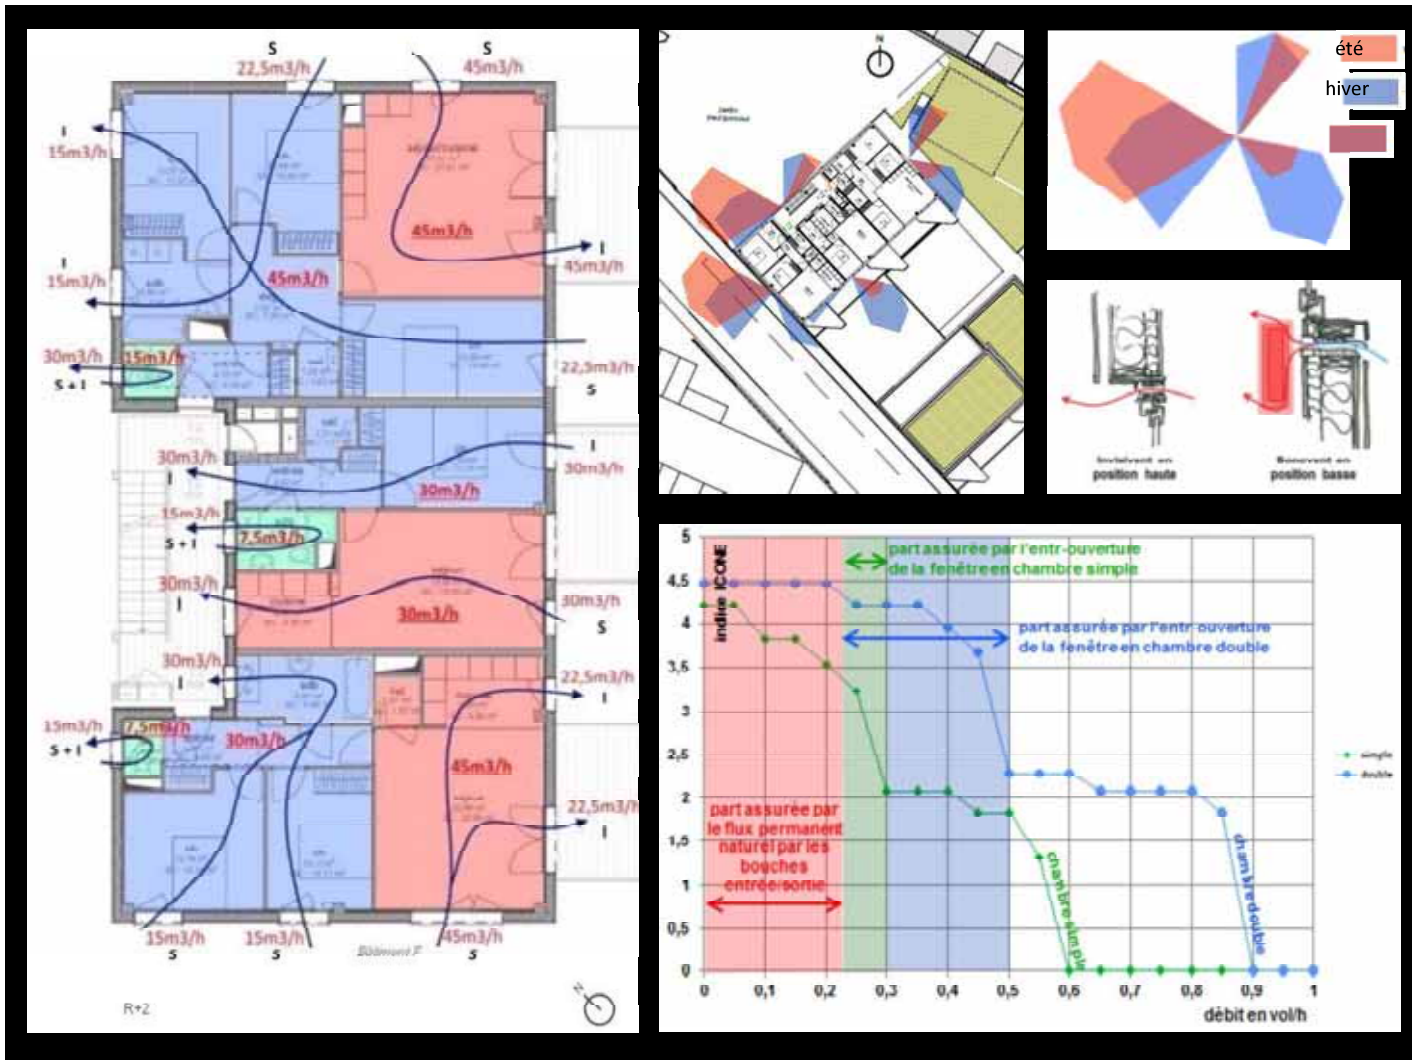 S
22,5m3/h
S
45m3/h
I
15m3/h
45m3/h
I
45m3/h
I
15m3/h
45m3/h
30m3/h
15m3/h
S + I
22,5m3/h
S
30m3/h
I
I
30m3/h
30m3/h
15m3/h
S + I
7,5m3/h
30m3/h
I
30m3/h
30m3/h
S
30m3/h
I
22,5m3/h
I
15m3/h
S + I
7,5m3/h
30m3/h
45m3/h
22,5m3/h
I
15m3/h
S
15m3/h
S
Bâtiment F
45m3/h
S
R+2
N
N
été
hiver
position haute
position basse
indice ICONE
5
4,5
4
3,5
3
2,5
2
1,5
1
0,5
0
part assurée par l'entr-ouverture
de la fenêtre en chambre simple
part assurée par l'entr-ouverture
de la fenêtre en chambre double
part assurée par
le flux permanent
naturel par les
bouches
entrée/sortie
chambre simple
chambre double
simple
double
0 0,1 0,2 0,3 0,4 0,5 0,6 0,7 0,8 0,9 1
débit en vol/h